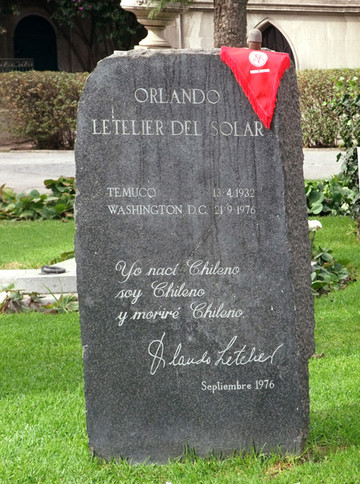 ORLANDO
LETELIER DEL SOLAR
TEMUCO 13.4.1932
WASHINGTON D.C. 21-9-1976
Yo nací Chileno
soy Chileno
y moriré Chileno
Orlando Letelier
Septiembre 1976